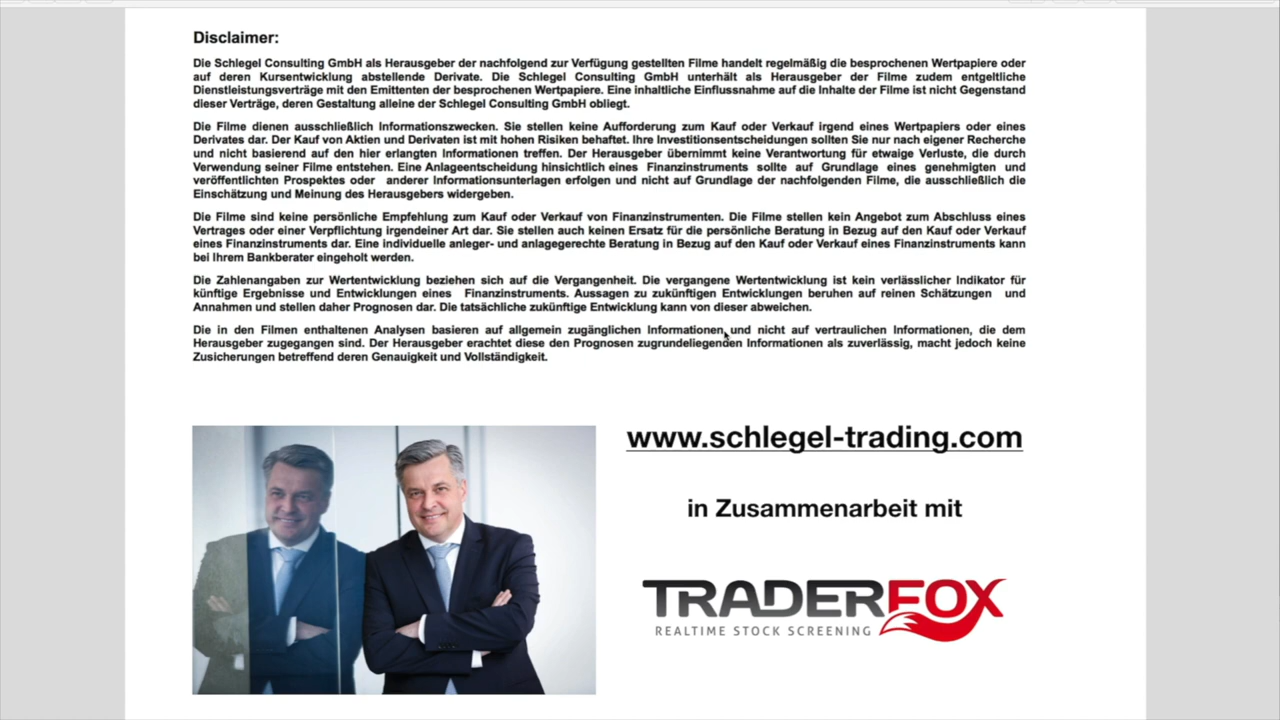 Disclaimer:
Die Schlegel Consulting GmbH als Herausgeber der nachfolgend zur Verfügung gestellten Filme handelt regelmäßig die besprochenen Wertpapiere oder
auf deren Kursentwicklung abstellende Derivate. Die Schlegel Consulting GmbH unterhält als Herausgeber der Filme zudem entgeltliche
Dienstleistungsverträge mit den Emittenten der besprochenen Wertpapiere. Eine inhaltliche Einflussnahme auf die Inhalte der Filme ist nicht Gegenstand
dieser Verträge, deren Gestaltung alleine der Schlegel Consulting GmbH obliegt.
Die Filme dienen ausschließlich Informationszwecken. Sie stellen keine Aufforderung zum Kauf oder Verkauf irgend eines Wertpapiers oder eines
Derivates dar. Der Kauf von Aktien und Derivaten ist mit hohen Risiken behaftet. Ihre Investitionsentscheidungen sollten Sie nur nach eigener Recherche
und nicht basierend auf den hier erlangten Informationen treffen. Der Herausgeber übernimmt keine Verantwortung für etwaige Verluste, die durch
Verwendung seiner Filme entstehen. Eine Anlageentscheidung hinsichtlich eines Finanzinstruments sollte auf Grundlage eines genehmigten und
veröffentlichten Prospektes oder anderer Informationsunterlagen erfolgen und nicht auf Grundlage der nachfolgenden Filme, die ausschließlich die
Einschätzung und Meinung des Herausgebers widergeben.
Die Filme sind keine persönliche Empfehlung zum Kauf oder Verkauf von Finanzinstrumenten. Die Filme stellen kein Angebot zum Abschluss eines
Vertrages oder einer Verpflichtung irgendeiner Art dar. Sie stellen auch keinen Ersatz für die persönliche Beratung in Bezug auf den Kauf oder Verkauf
eines Finanzinstruments dar. Eine individuelle anleger- und anlagegerechte Beratung in Bezug auf den Kauf oder Verkauf eines Finanzinstruments kann
bei Ihrem Bankberater eingeholt werden.
Die Zahlenangaben zur Wertentwicklung beziehen sich auf die Vergangenheit. Die vergangene Wertentwicklung ist kein verlässlicher Indikator für
künftige Ergebnisse und Entwicklungen eines Finanzinstruments. Aussagen zu zukünftigen Entwicklungen beruhen auf reinen Schätzungen und
Annahmen und stellen daher Prognosen dar. Die tatsächliche zukünftige Entwicklung kann von dieser abweichen.
Die in den Filmen enthaltenen Analysen basieren auf allgemein zugänglichen Informationen und nicht auf vertraulichen Informationen, die dem
Herausgeber zugegangen sind. Der Herausgeber erachtet diese den Prognosen zugrundeliegenden Informationen als zuverlässig, macht jedoch keine
Zusicherungen betreffend deren Genauigkeit und Vollständigkeit.
www.schlegel-trading.com
in Zusammenarbeit mit
TRADERFOX
REALTIME STOCK SCREENING